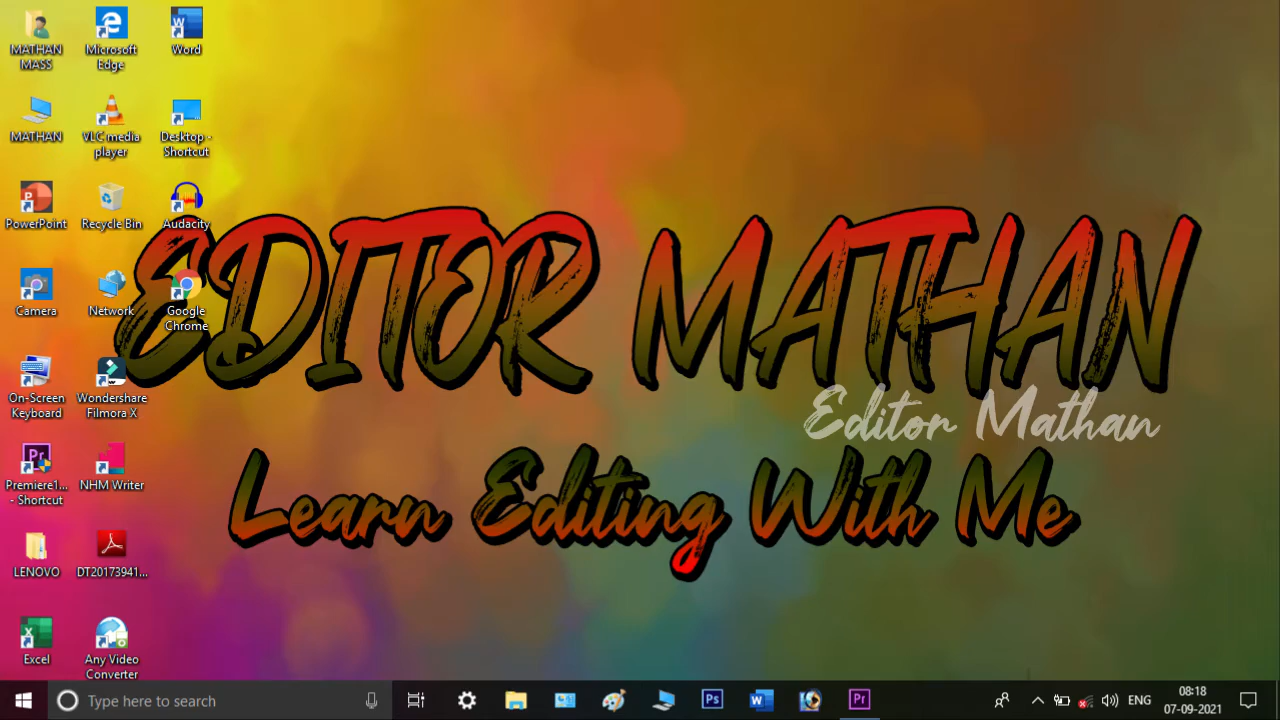 MATHAN
MASS
Microsoft
Edge
Word
MATHAN
VLC media
player
Desktop -
Shortcut
PowerPoint
Recycle Bin
Audacity
Camera
Network
Google
Chrome
On-Screen
Keyboard
Wondershare
Filmora X
Premiere1...
- Shortcut
NHM Writer
LENOVO
DT20173941...
Excel
Any Video
Converter
EDITOR MATHAN
Editor Mathan
Learn Editing With Me
Type here to search
ENG
08:18
07-09-2021